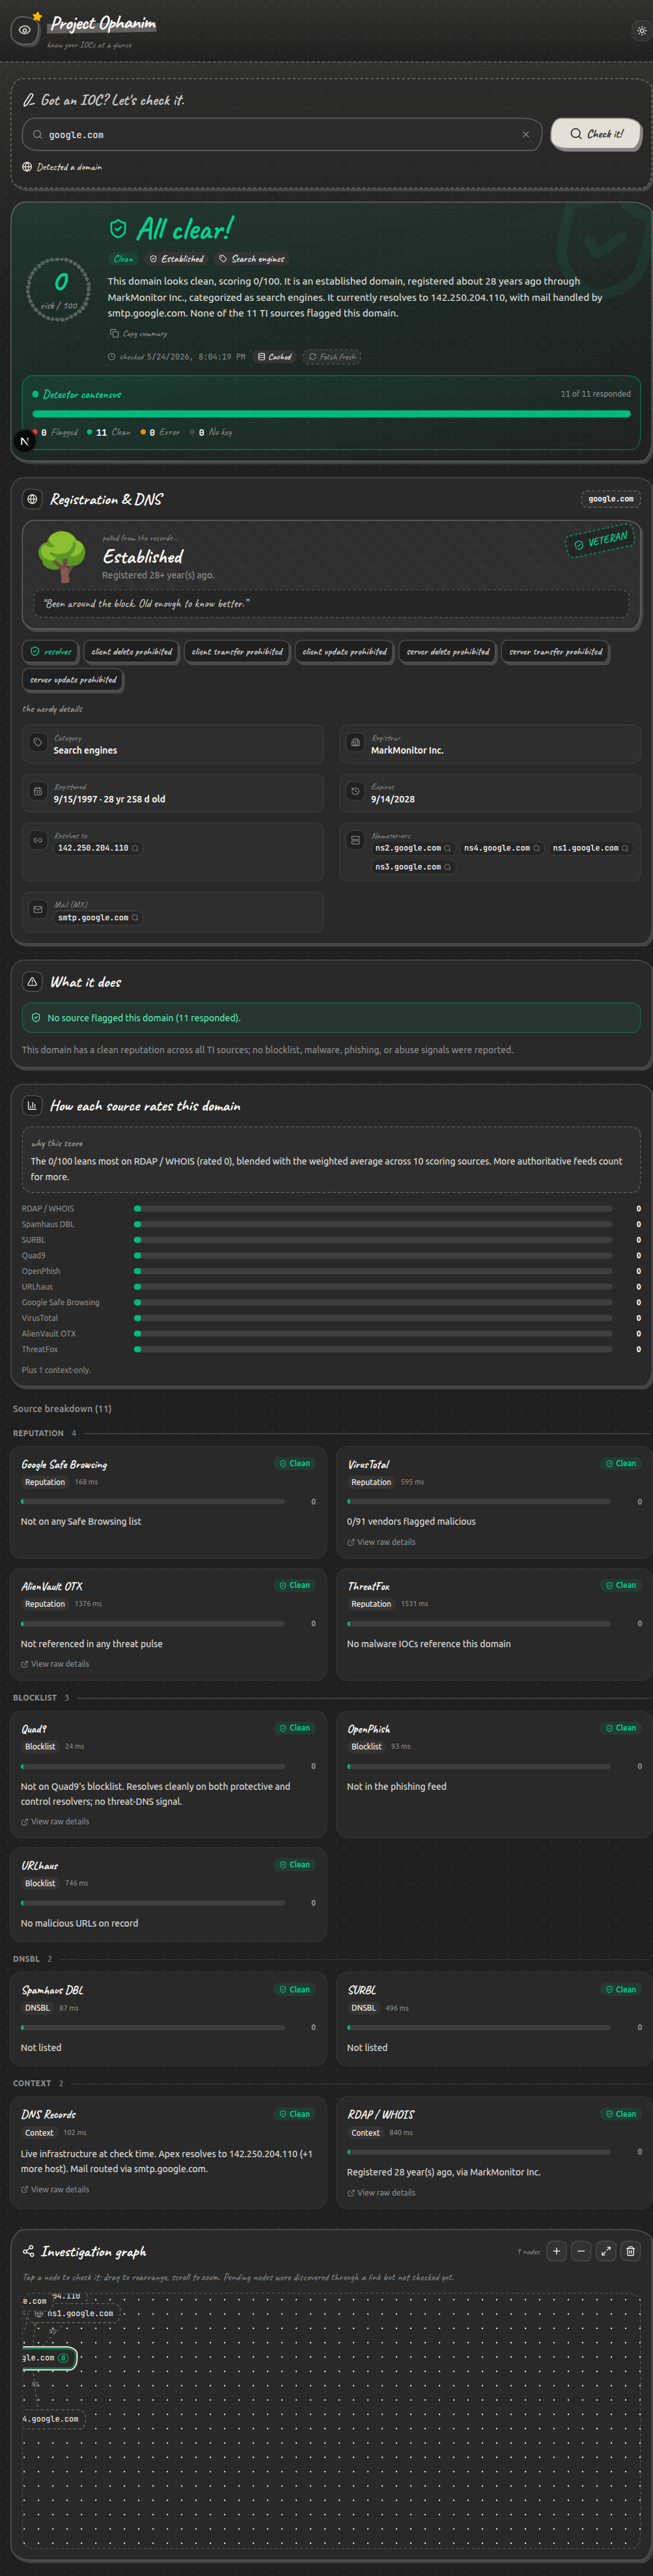 Project Ophanim
know your IOCs at a glance
Got an IOC? Let's check it.
google.com
Check it!
Detected a domain
All clear!
Clean Established Search engines
0
risk / 100
This domain looks clean, scoring 0/100. It is an established domain, registered about 28 years ago through
MarkMonitor Inc., categorized as search engines. It currently resolves to 142.250.204.110, with mail handled by
smtp.google.com. None of the 11 TI sources flagged this domain.
Copy summary
checked 5/24/2026, 8:04:19 PM Cached Fetch fresh
Detector consensus 11 of 11 responded
N
0 Flagged 11 Clean 0 Error 0 No key
Registration & DNS google.com
pulled from the records...
Established
Registered 28+ year(s) ago.
VETERAN
"Been around the block. Old enough to know better."
resolves client delete prohibited client transfer prohibited client update prohibited server delete prohibited server transfer prohibited
server update prohibited
the nerdy details
Category
Search engines
Registrar
MarkMonitor Inc.
Registered
9/15/1997 · 28 yr 258 d old
Expires
9/14/2028
Resolves to
142.250.204.110
Nameservers
ns2.google.com ns4.google.com ns1.google.com
ns3.google.com
Mail (MX)
smtp.google.com
What it does
No source flagged this domain (11 responded).
This domain has a clean reputation across all TI sources; no blocklist, malware, phishing, or abuse signals were reported.
How each source rates this domain
why this score
The 0/100 leans most on RDAP / WHOIS (rated 0), blended with the weighted average across 10 scoring sources. More authoritative feeds count
for more.
RDAP / WHOIS 0
Spamhaus DBL 0
SURBL 0
Quad9 0
OpenPhish 0
URLhaus 0
Google Safe Browsing 0
VirusTotal 0
AlienVault OTX 0
ThreatFox 0
Plus 1 context-only.
Source breakdown (11)
REPUTATION 4
Google Safe Browsing Clean
Reputation 168 ms
0
Not on any Safe Browsing list
VirusTotal Clean
Reputation 595 ms
0
0/91 vendors flagged malicious
View raw details
AlienVault OTX Clean
Reputation 1376 ms
0
Not referenced in any threat pulse
View raw details
ThreatFox Clean
Reputation 1531 ms
0
No malware IOCs reference this domain
BLOCKLIST 3
Quad9 Clean
Blocklist 24 ms
0
Not on Quad9's blocklist. Resolves cleanly on both protective and
control resolvers; no threat-DNS signal.
View raw details
OpenPhish Clean
Blocklist 93 ms
0
Not in the phishing feed
URLhaus Clean
Blocklist 746 ms
0
No malicious URLs on record
DNSBL 2
Spamhaus DBL Clean
DNSBL 87 ms
0
Not listed
SURBL Clean
DNSBL 496 ms
0
Not listed
CONTEXT 2
DNS Records Clean
Context 102 ms
Live infrastructure at check time. Apex resolves to 142.250.204.110 (+1
more host). Mail routed via smtp.google.com.
View raw details
RDAP / WHOIS Clean
Context 840 ms
0
Registered 28 year(s) ago, via MarkMonitor Inc.
View raw details
Investigation graph 9 nodes
Tap a node to check it; drag to rearrange, scroll to zoom. Pending nodes were discovered through a link but not checked yet.
94.110
e.com
ns1.google.com
NS
gle.com 0
NS
4.google.com